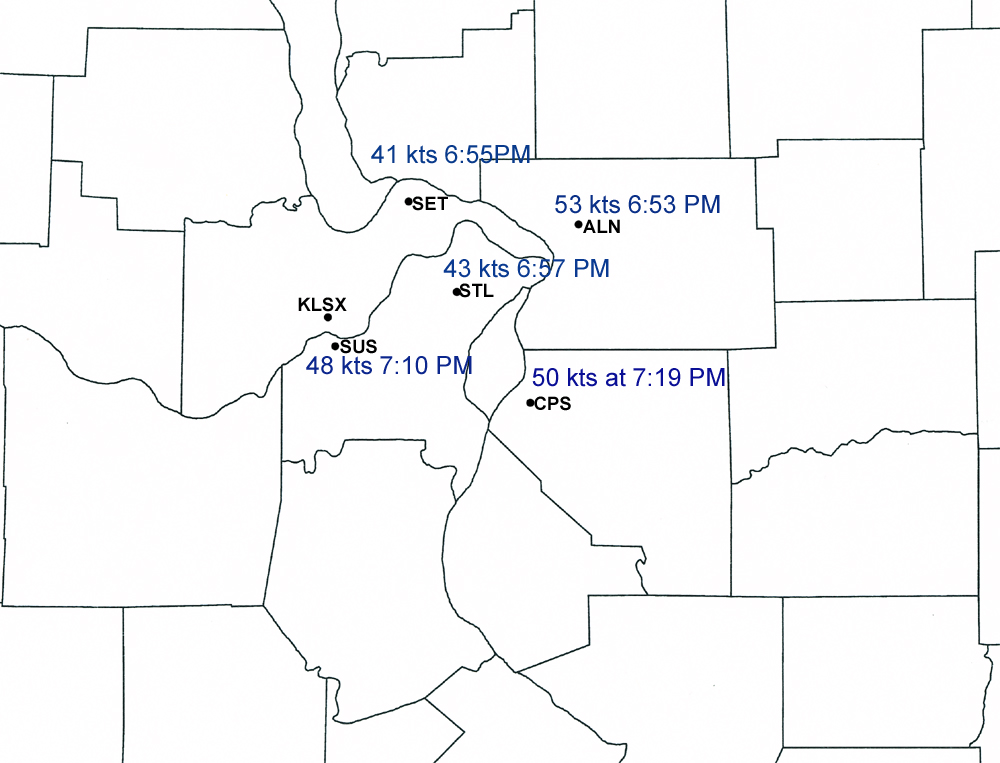 41 kts 6:55PM
SET
53 kts 6:53 PM
ALN
43 kts 6:57 PM
STL
KLSX
SUS
48 kts 7:10 PM
50 kts at 7:19 PM
CPS